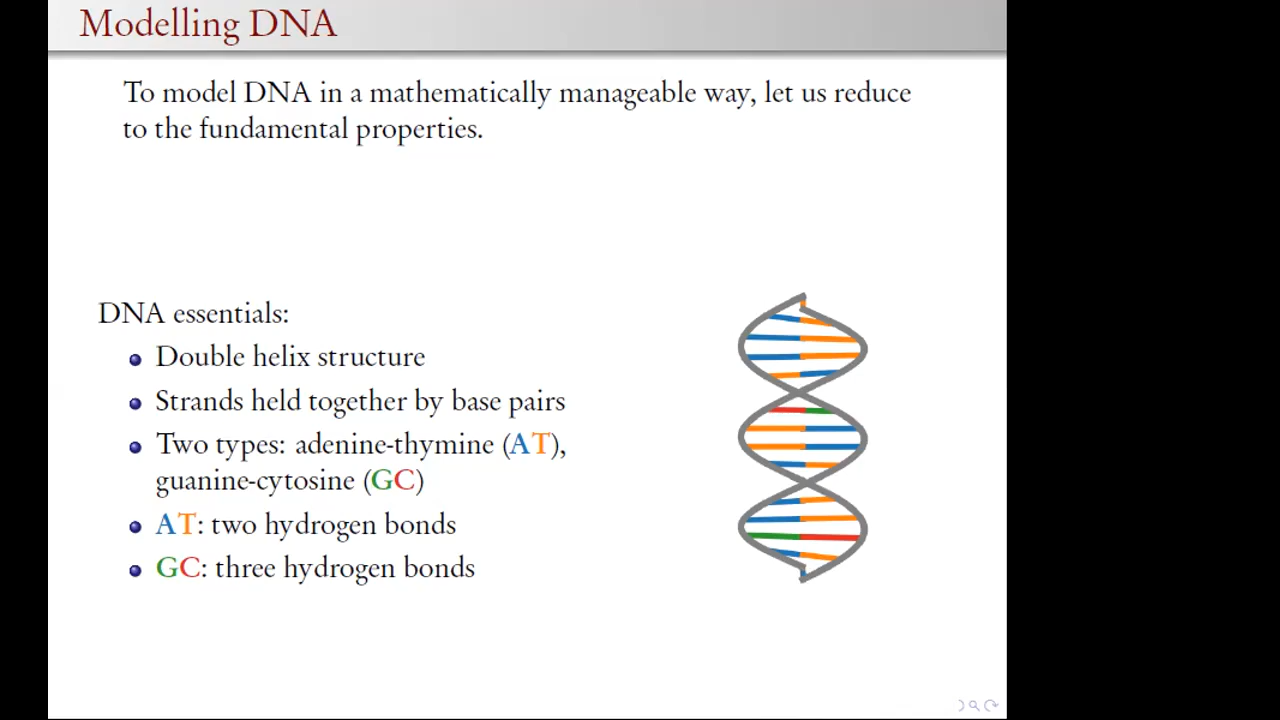 Modelling DNA
To model DNA in a mathematically manageable way, let us reduce
to the fundamental properties.
DNA essentials:
Double helix structure
Strands held together by base pairs
Two types: adenine-thymine (AT),
guanine-cytosine (GC)
AT: two hydrogen bonds
GC: three hydrogen bonds